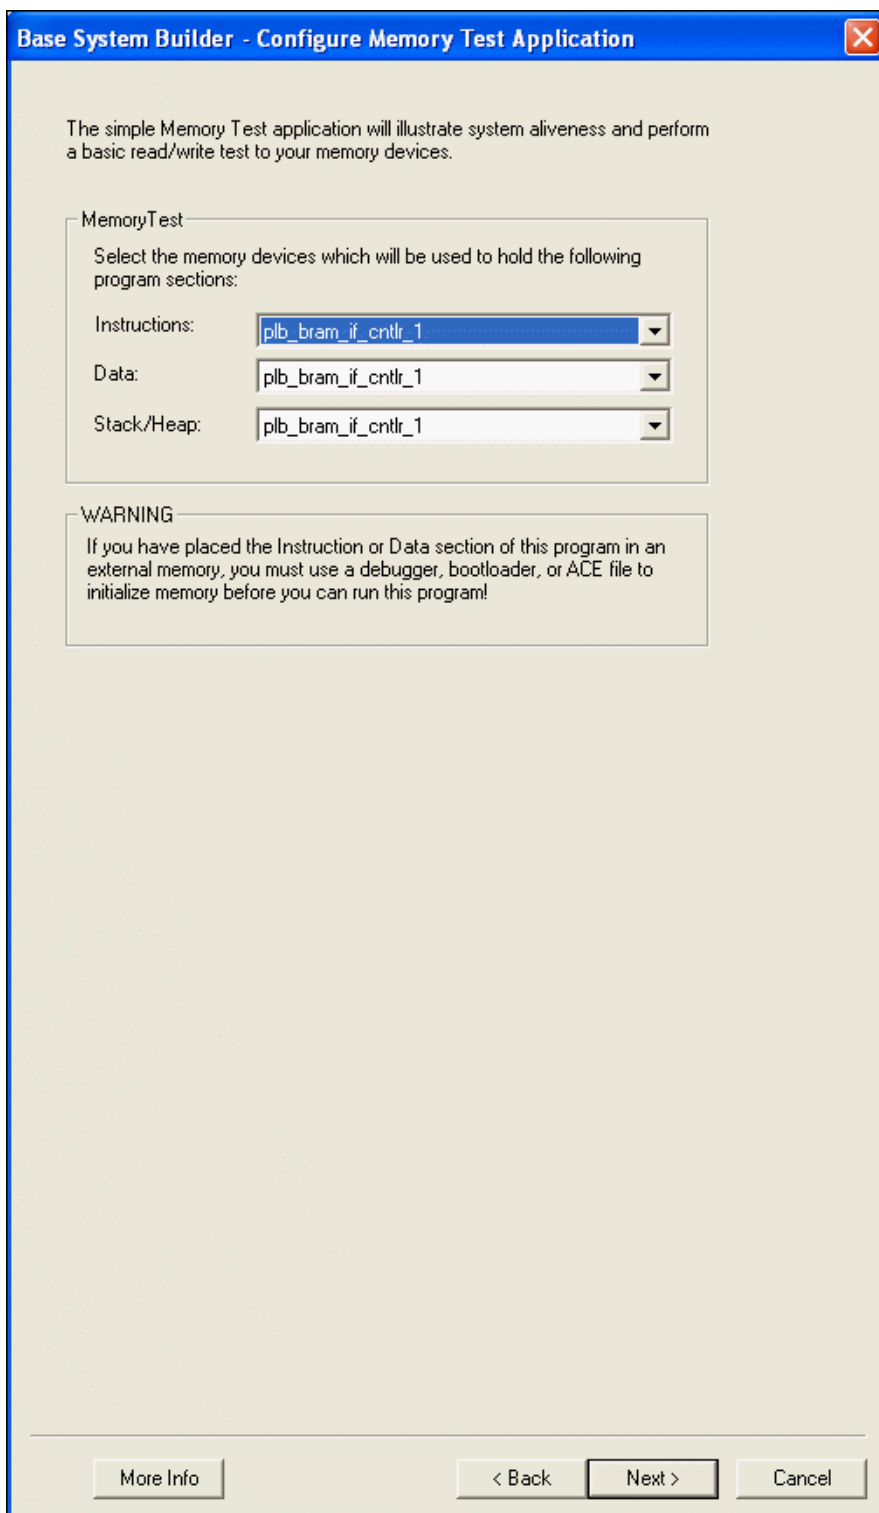 Base System Builder - Configure Memory Test Application
The simple Memory Test application will illustrate system aliveness and perform
a basic read/write test to your memory devices.
MemoryTest
Select the memory devices which will be used to hold the following
program sections:
Instructions: plb_bram_if_cntlr_1
Data: plb_bram_if_cntlr_1
Stack/Heap: plb_bram_if_cntlr_1
WARNING
If you have placed the Instruction or Data section of this program in an
external memory, you must use a debugger, bootloader, or ACE file to
initialize memory before you can run this program!
More Info < Back Next > Cancel